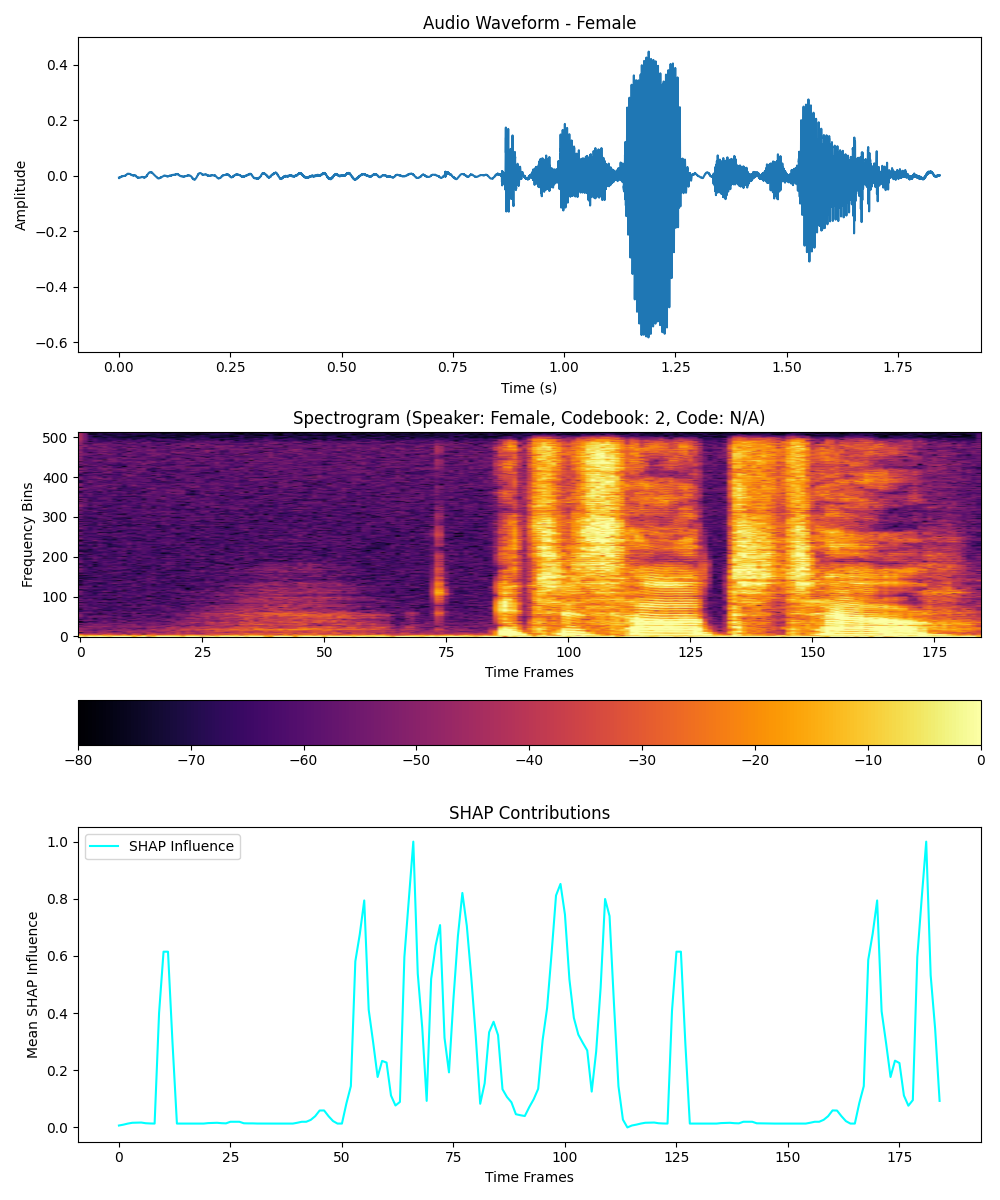 Audio Waveform - Female
0.4
0.2
0.0
−0.2
−0.4
−0.6
Amplitude
0.00 0.25 0.50 0.75 1.00 1.25 1.50 1.75
Time (s)
Spectrogram (Speaker: Female, Codebook: 2, Code: N/A)
500
400
300
200
100
0
Frequency Bins
0 25 50 75 100 125 150 175
Time Frames
−80 −70 −60 −50 −40 −30 −20 −10 0
SHAP Contributions
SHAP Influence
1.0
0.8
0.6
0.4
0.2
0.0
Mean SHAP Influence
0 25 50 75 100 125 150 175
Time Frames